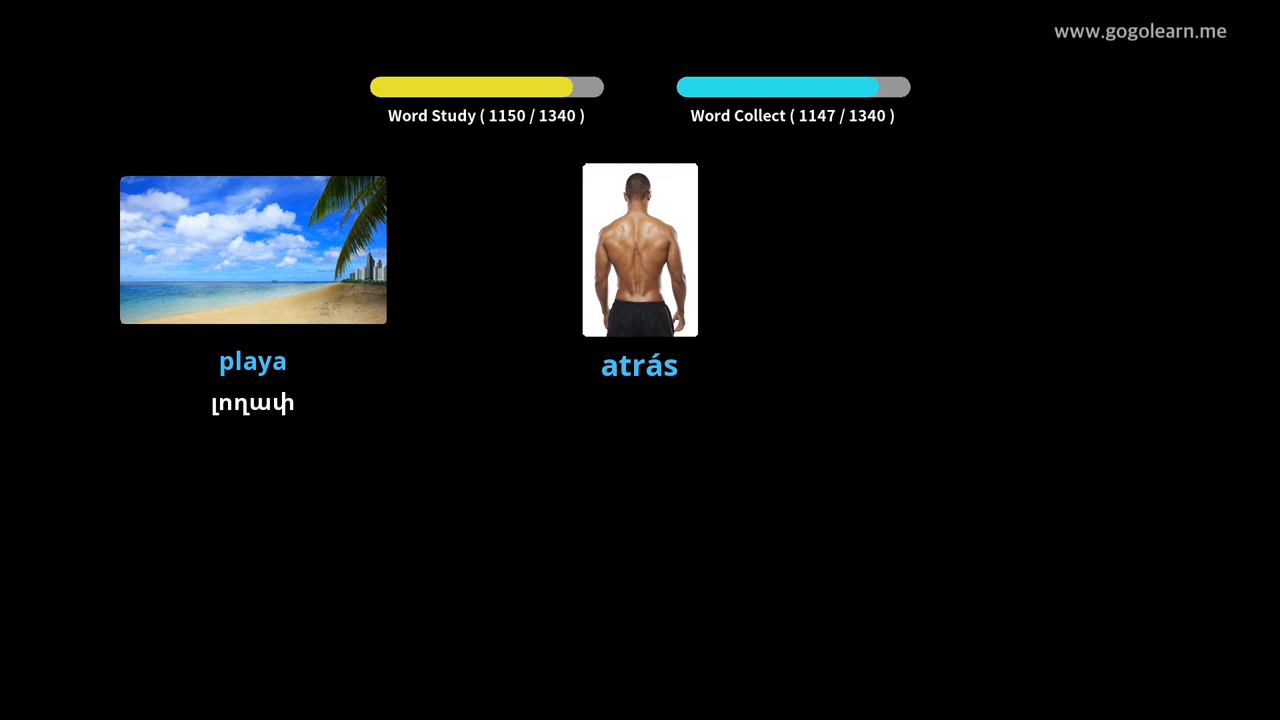 www.gogolearn.me
Word Study ( 1150 / 1340 )
Word Collect ( 1147 / 1340 )
playa
լողափ
atrás